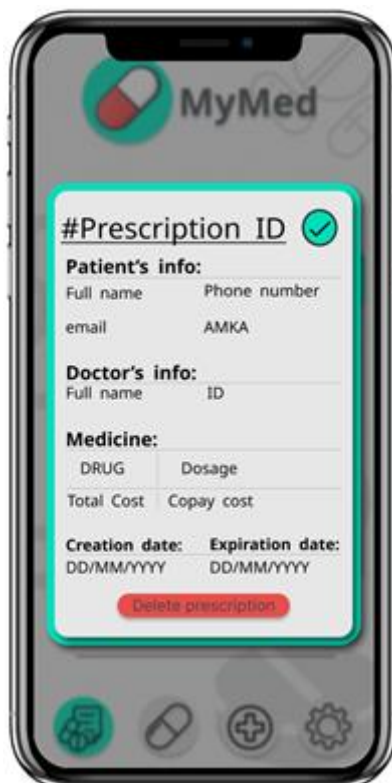 MyMed
#Prescription ID
Patient's info:
Full name Phone number
email AMKA
Doctor's info:
Full name ID
Medicine:
DRUG Dosage
Total Cost Copay cost
Creation date: Expiration date:
DD/MM/YYYY DD/MM/YYYY
Delete prescription